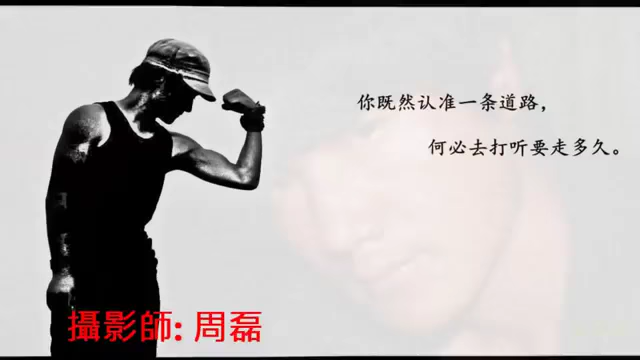 你既然认准一条道路，
何必去打听要走多久。
攝影師: 周磊